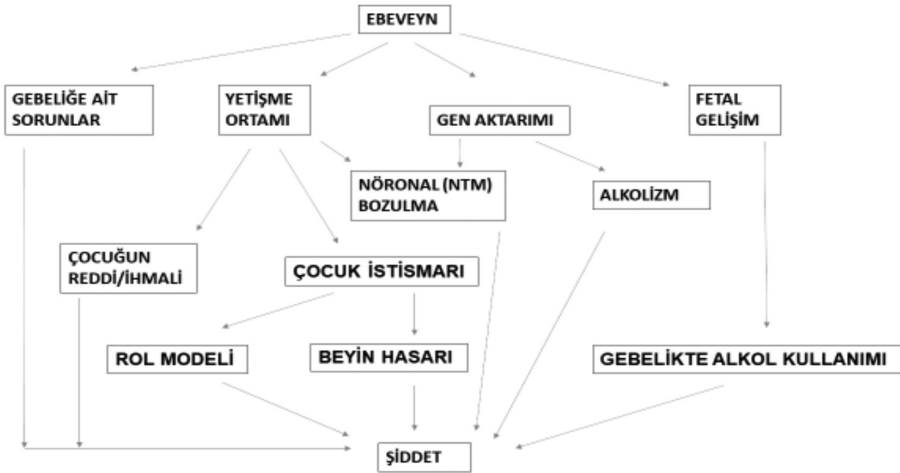 EBEVEYN
GEBELİĞE AİT
SORUNLAR
YETİŞME
ORTAMI
GEN AKTARIMI
FETAL
GELİŞİM
NÖRONAL (NTM)
BOZULMA
ALKOLİZM
ÇOCUĞUN
REDDİ/İHMALİ
ÇOCUK İSTİSMARI
ROL MODELİ
BEYİN HASARI
GEBELİKTE ALKOL KULLANIMI
ŞİDDET